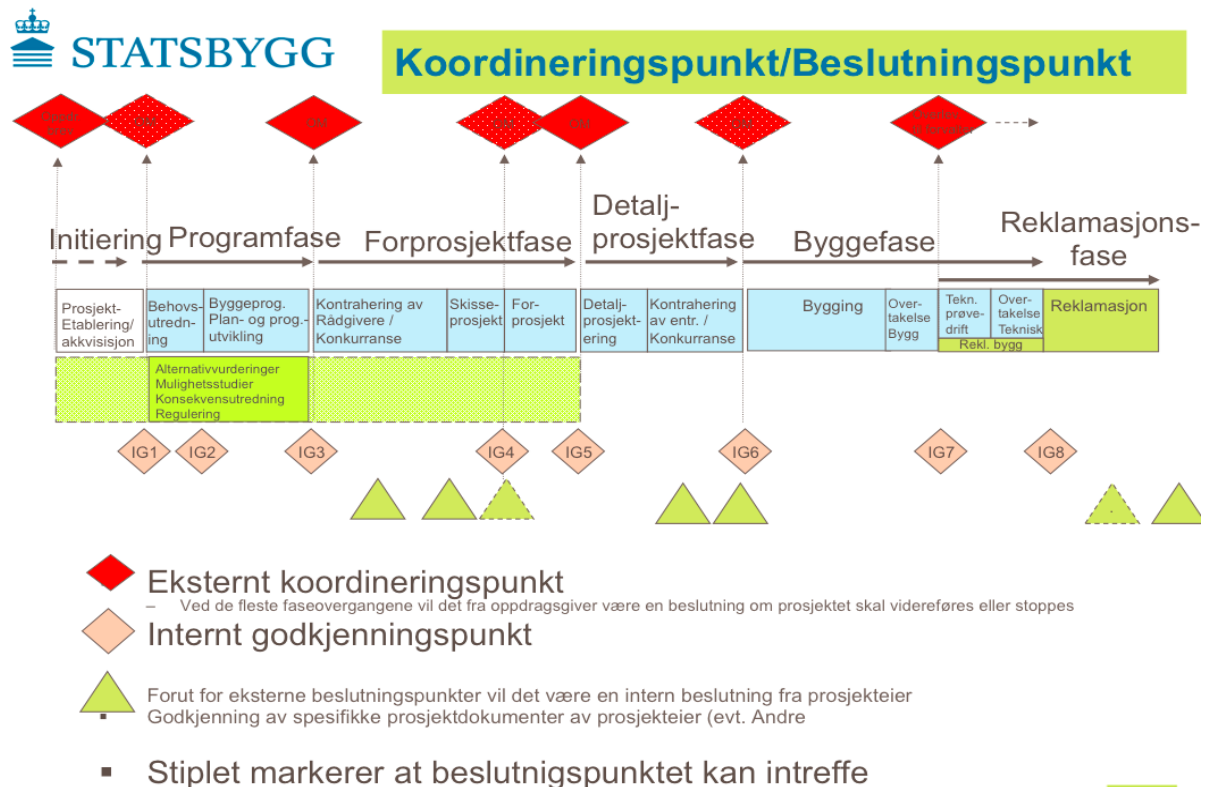 STATSBYGG
Koordineringspunkt/Beslutningspunkt
OM
OM
OM
OM
OM
Initiering
Programfase
Forprosjektfase
Detalj-
prosjektfase
Byggefase
Reklamasjons-
fase
Prosjekt-
Etablering/
akkvisisjon
Behovs-
utredn-
ing
Byggeprog.
Plan- og prog.-
utvikling
Kontrahering av
Rådgivere /
Konkurranse
Skisse-
prosjekt
For-
prosjekt
Detalj-
prosjekt-
ering
Kontrahering
av entr. /
Konkurranse
Bygging
Over-
takelse
Bygg
Tekn.
prøve-
drift
Over-
takelse
Teknisk
Rekl. bygg
Reklamasjon
Alternativvurderinger
Mulighetsstudier
Konsekvensutredning
Regulering
IG1
IG2
IG3
IG4
IG5
IG6
IG7
IG8
Eksternt koordineringspunkt
– Ved de fleste faseovergangene vil det fra oppdragsgiver være en beslutning om prosjektet skal videreføres eller stoppes
Internt godkjenningspunkt
Forut for eksterne beslutningspunkter vil det være en intern beslutning fra prosjekteier
▪ Godkjenning av spesifikke prosjektdokumenter av prosjekteier (evt. Andre
▪ Stiplet markerer at beslutnigspunktet kan intreffe